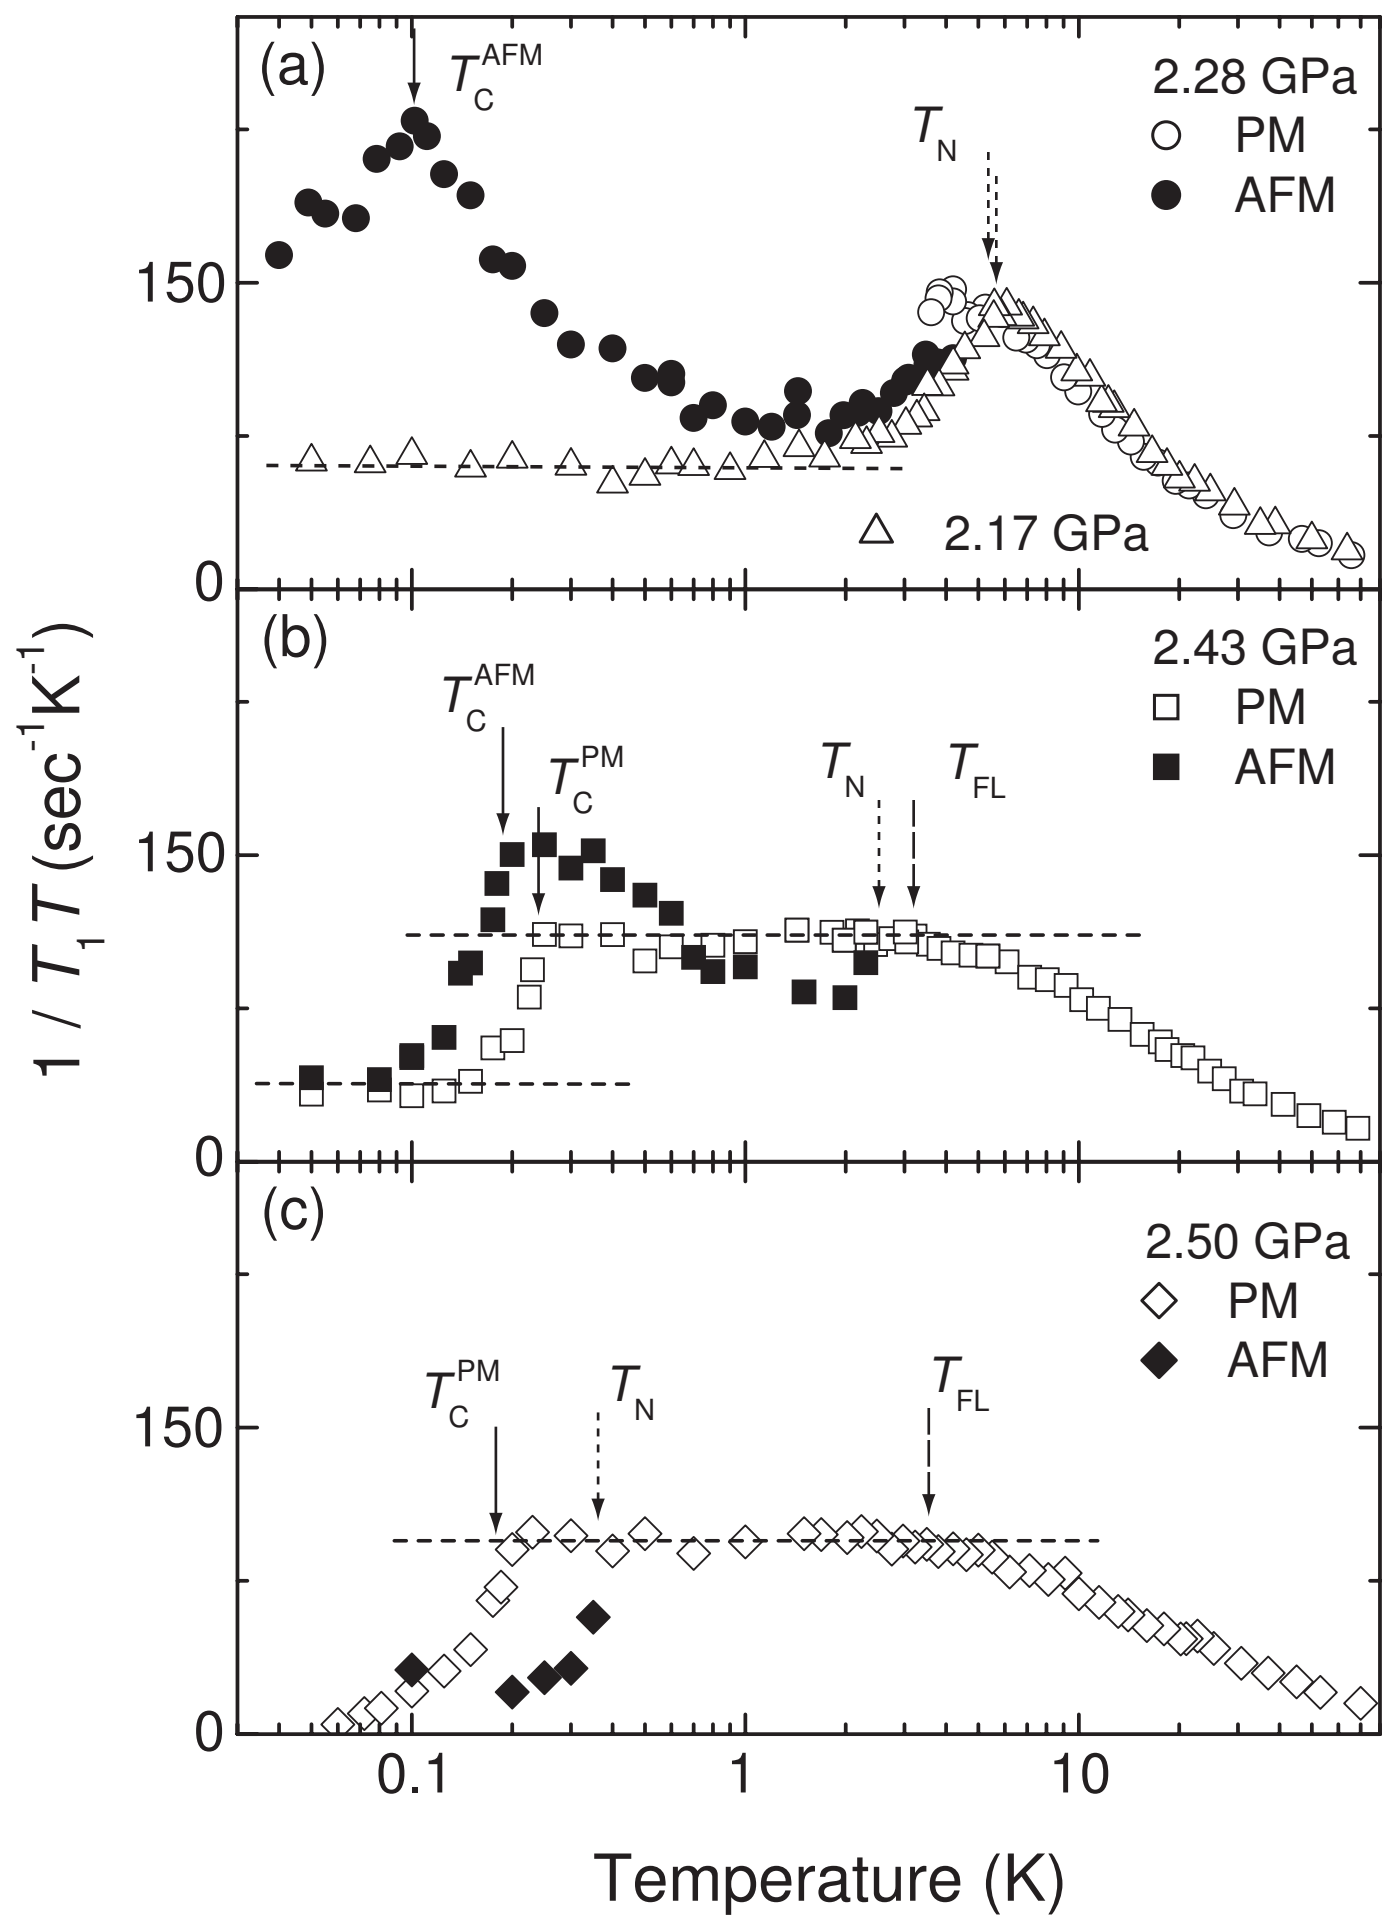 (a)
T_C^AFM
2.28 GPa
PM
AFM
T_N
150
2.17 GPa
0
(b)
2.43 GPa
PM
AFM
T_C^AFM
T_C^PM
T_N
T_FL
150
0
(c)
2.50 GPa
PM
AFM
T_C^PM
T_N
T_FL
150
0
0.1
1
10
Temperature (K)
1 / T₁T (sec⁻¹K⁻¹)